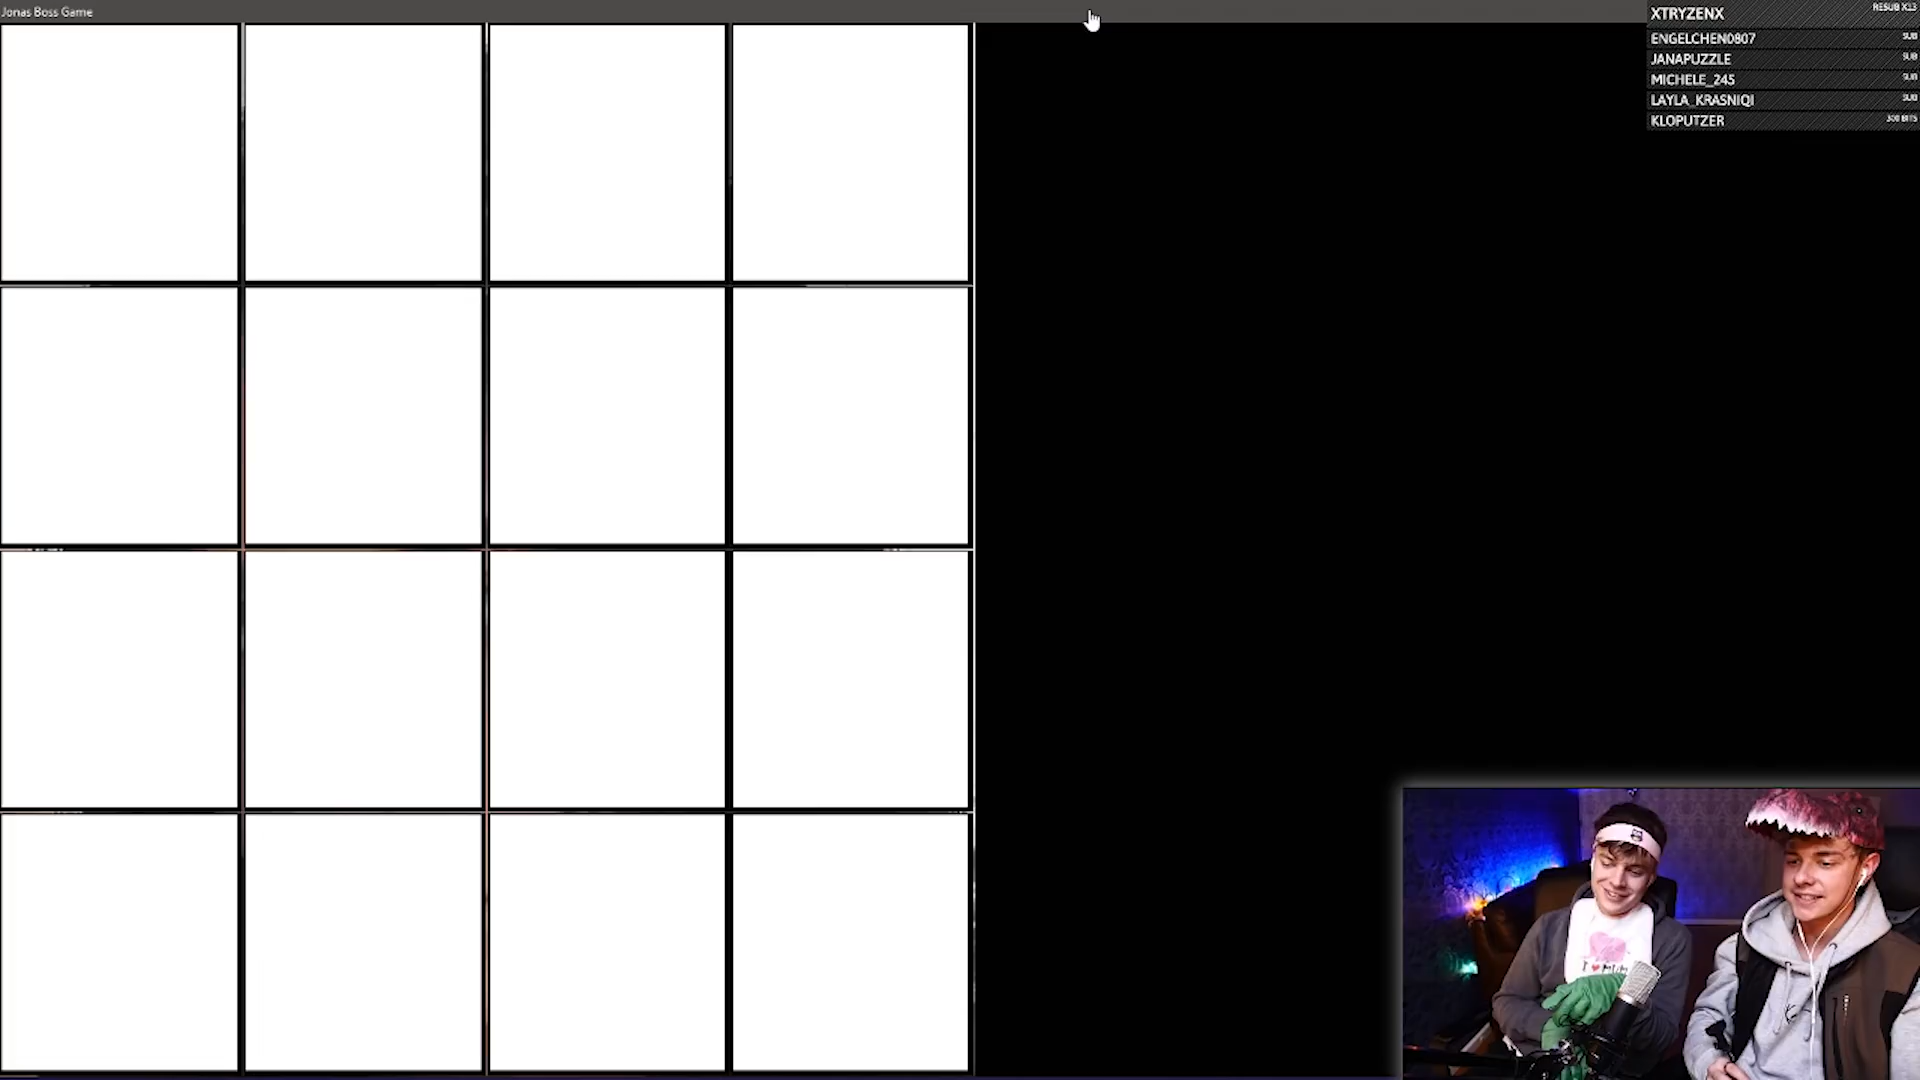 Jonas Boss Game
XTRYZENX RESUB X13
ENGELCHEN0807 SUB
JANAPUZZLE SUB
MICHELE_245 SUB
LAYLA_KRASNIQI SUB
KLOPUTZER 300 BITS
I ♥